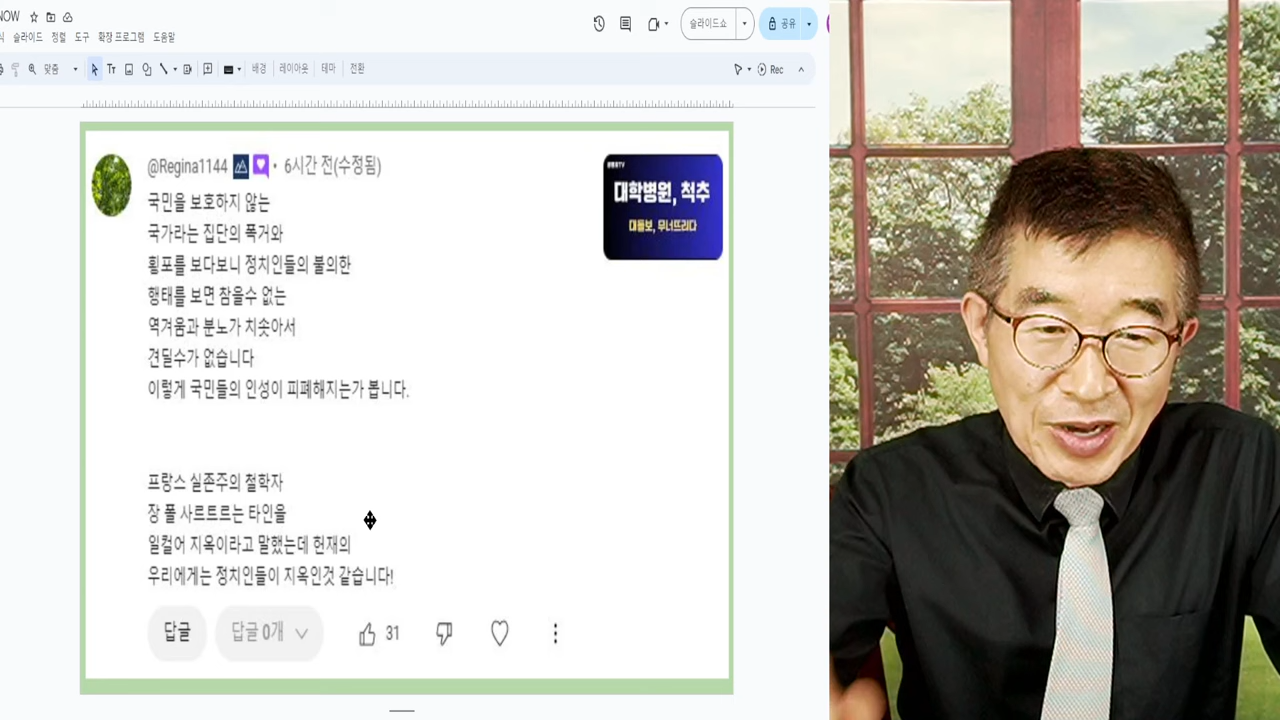 NOW
슬라이드 정렬 도구 확장 프로그램 도움말
슬라이드쇼
공유
맞춤
Tr
배경
레이아웃
테마
전환
Rec
@Regina1144 · 6시간 전(수정됨)
국민을 보호하지 않는
국가라는 집단의 폭거와
횡포를 보다보니 정치인들의 불의한
행태를 보면 참을수 없는
역겨움과 분노가 치솟아서
견딜수가 없습니다
이렇게 국민들의 인성이 피폐해지는가 봅니다.
프랑스 실존주의 철학자
장 폴 사르트르는 타인을
일컬어 지옥이라고 말했는데 현재의
우리에게는 정치인들이 지옥인것 같습니다!
답글
답글 0개
31
대학병원, 척추
대들보, 무너뜨리다